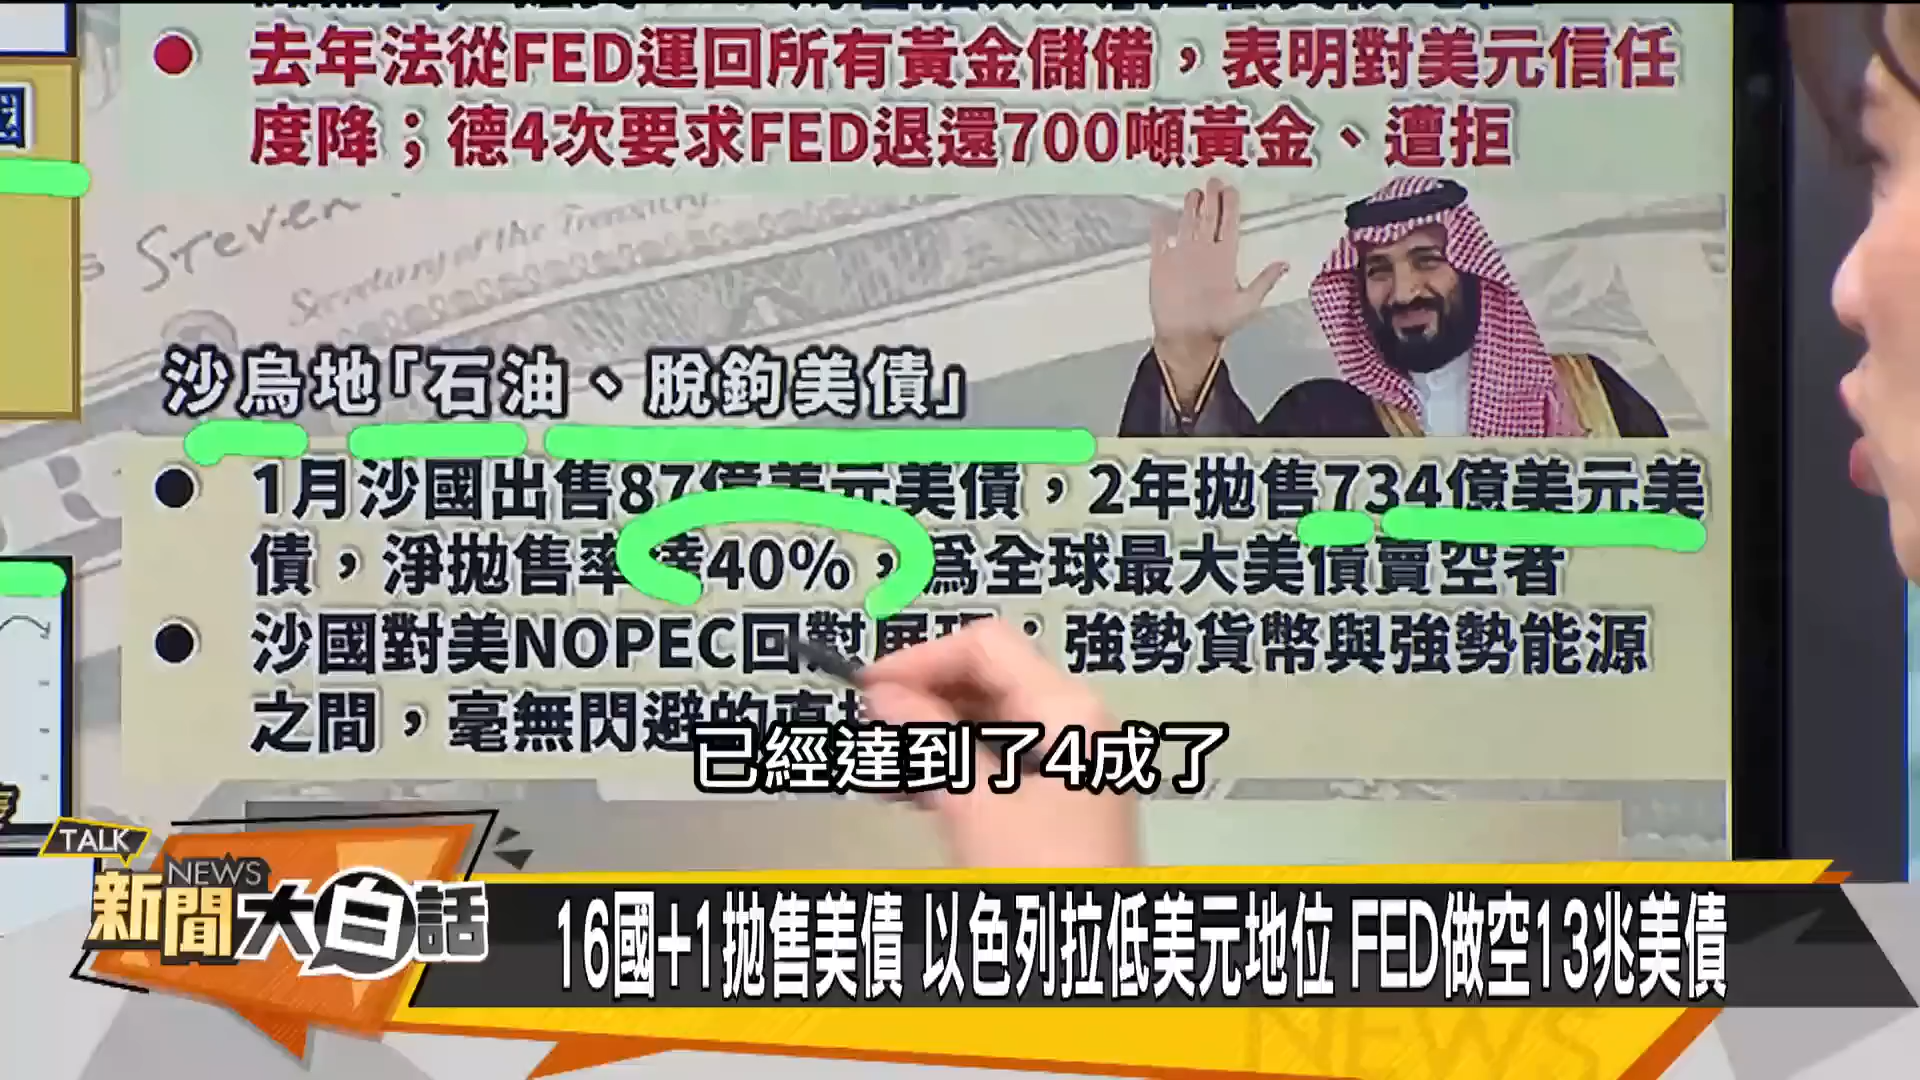 去年法從FED運回所有黃金儲備，表明對美元信任
度降；德4次要求FED退還700噸黃金、遭拒
Steven
Secretary of the Treasury
沙烏地「石油、脫鉤美債」
1月沙國出售87億美元美債，2年拋售734億美元美
債，淨拋售率達40%，為全球最大美債賣空者
沙國對美NOPEC回對展現：強勢貨幣與強勢能源
之間，毫無閃避的直接
已經達到了4成了
TALK
NEWS
新聞大白話
16國+1拋售美債 以色列拉低美元地位 FED做空13兆美債
NEWS